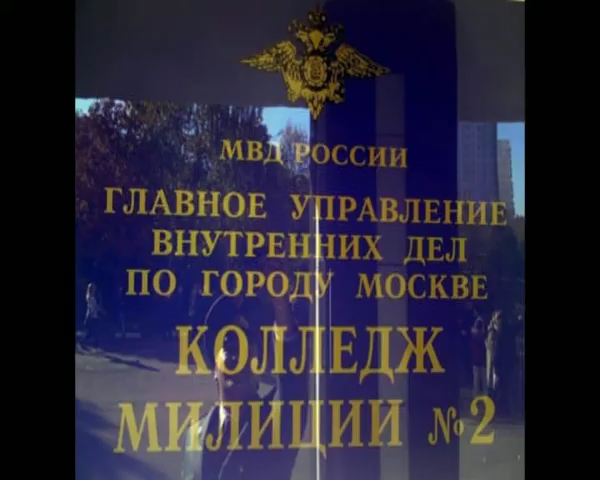 МВД РОССИИ
ГЛАВНОЕ УПРАВЛЕНИЕ
ВНУТРЕННИХ ДЕЛ
ПО ГОРОДУ МОСКВЕ
КОЛЛЕДЖ
МИЛИЦИИ №2